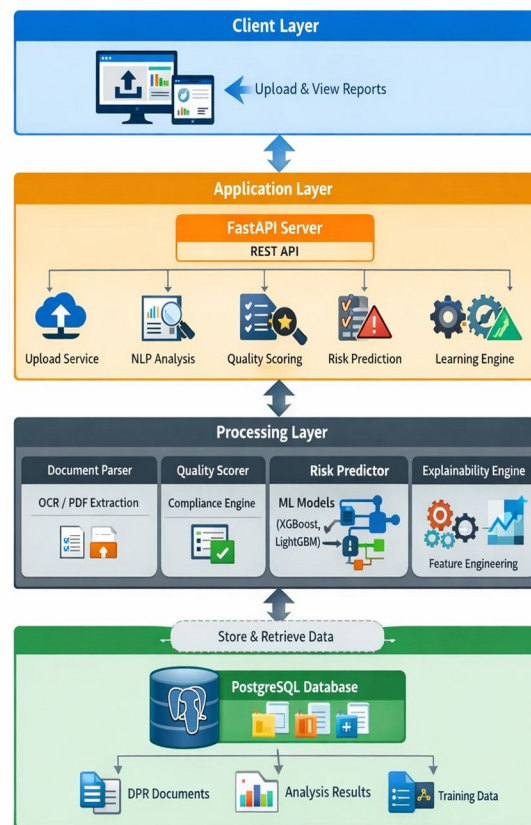 Client Layer
Upload & View Reports
Application Layer
FastAPI Server
REST API
Upload Service
NLP Analysis
Quality Scoring
Risk Prediction
Learning Engine
Processing Layer
Document Parser
OCR / PDF Extraction
Quality Scorer
Compliance Engine
Risk Predictor
ML Models
(XGBoost,
LightGBM)
Explainability Engine
Feature Engineering
Store & Retrieve Data
PostgreSQL Database
DPR Documents
Analysis Results
Training Data